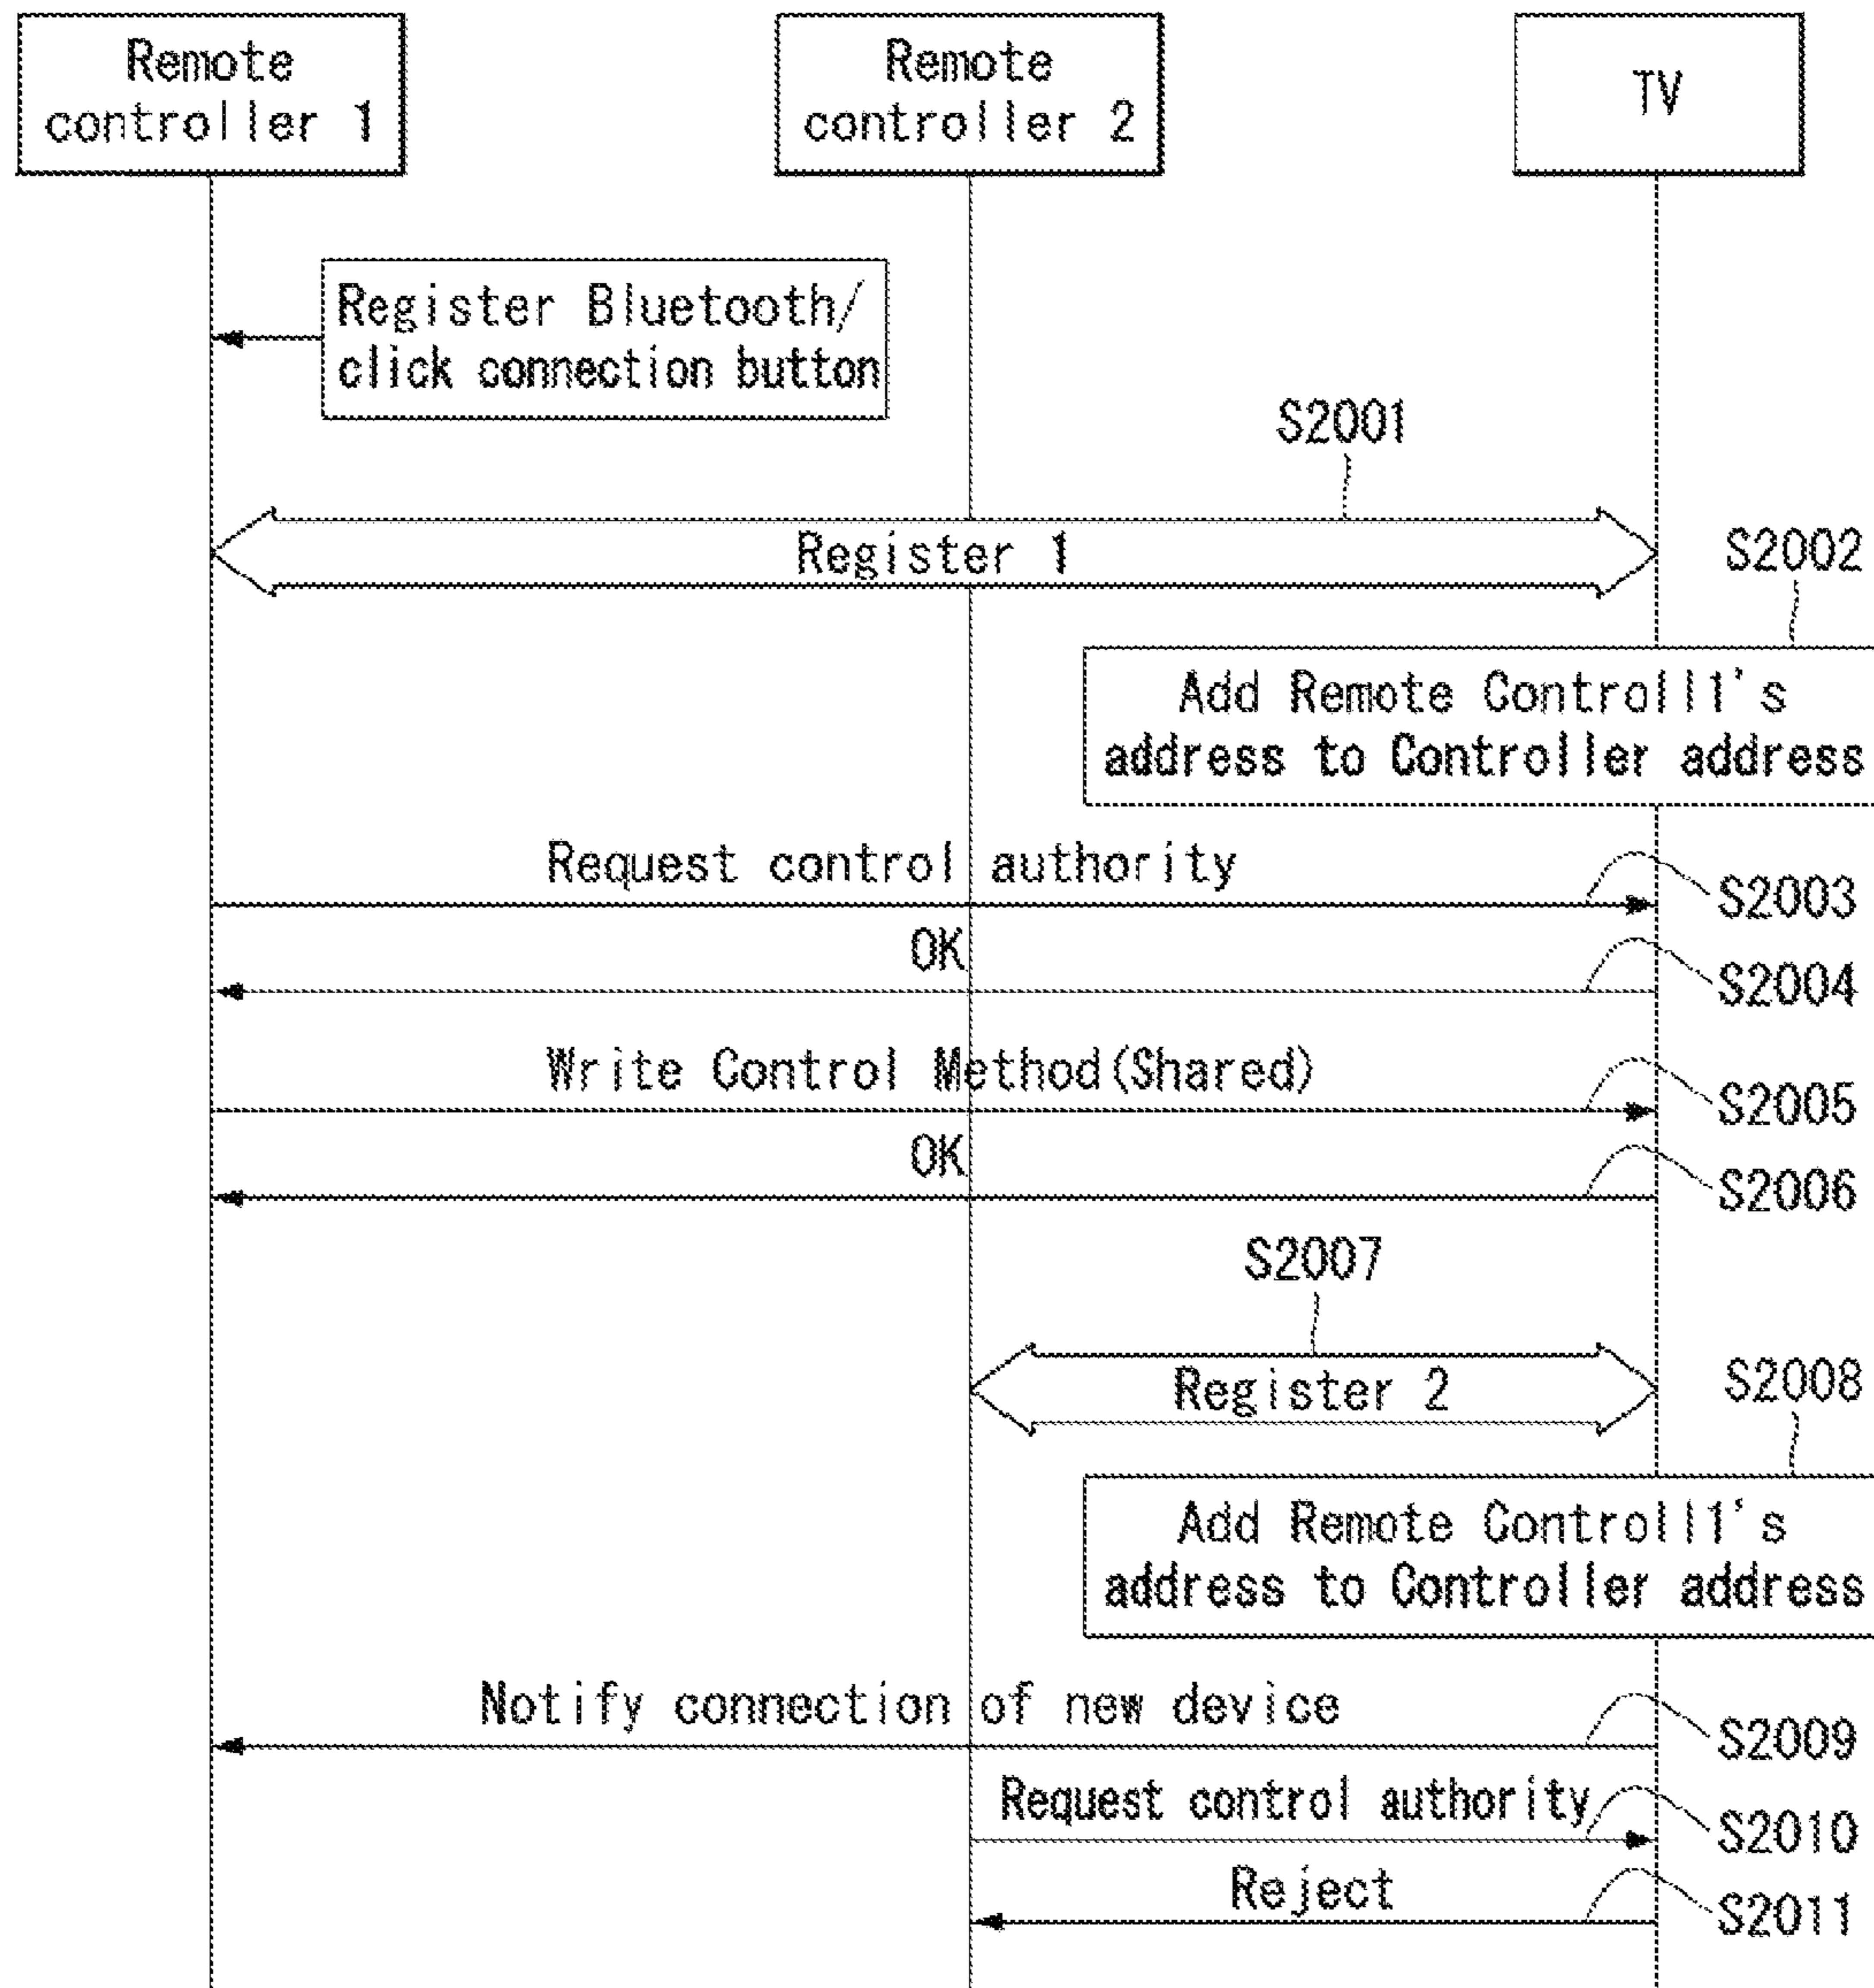 Remote
controller 1
Remote
controller 2
TV
Register Bluetooth/
click connection button
S2001
Register 1
S2002
Add Remote Controll1's
address to Controller address
Request control authority
S2003
OK
S2004
Write Control Method(Shared)
S2005
OK
S2006
S2007
Register 2
S2008
Add Remote Controll1's
address to Controller address
Notify connection of new device
S2009
Request control authority
S2010
Reject
S2011